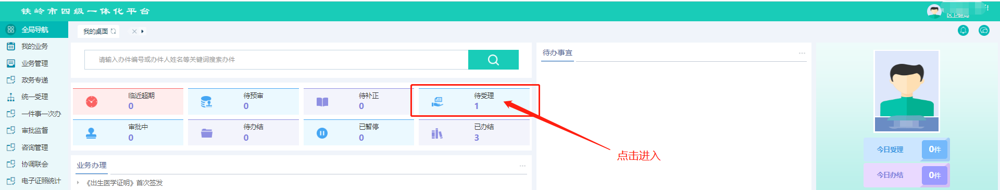 铁岭市四级一体化平台
区卫健局
全局导航
我的业务
业务管理
政务专递
统一受理
一件事一次办
审批监督
咨询管理
协调联会
电子证照统计
我的桌面
请输入办件编号或办件人姓名等关键词搜索办件
临近超期
0
待预审
0
待补正
0
待受理
1
审批中
0
待办结
0
已暂停
0
已办结
3
业务办理
《出生医学证明》首次签发
待办事宜
点击进入
今日受理
0件
今日办结
0件